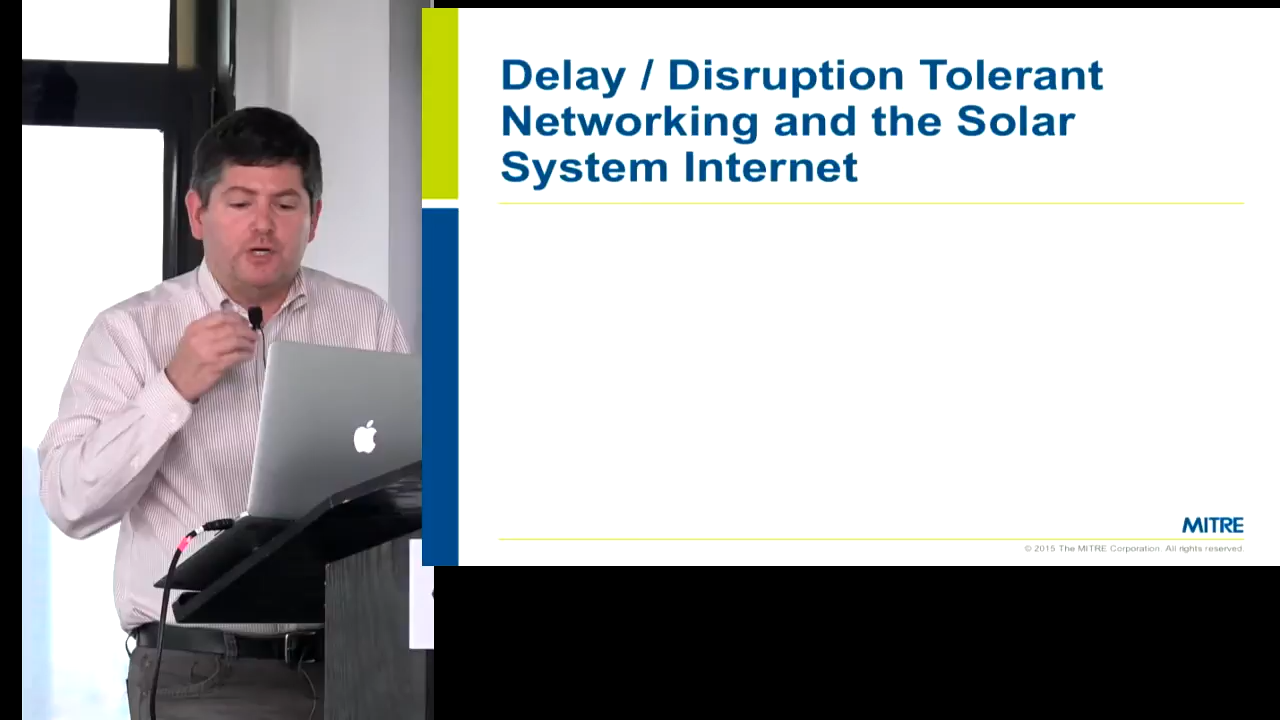 Delay / Disruption Tolerant
Networking and the Solar
System Internet
MITRE
© 2015 The MITRE Corporation. All rights reserved.